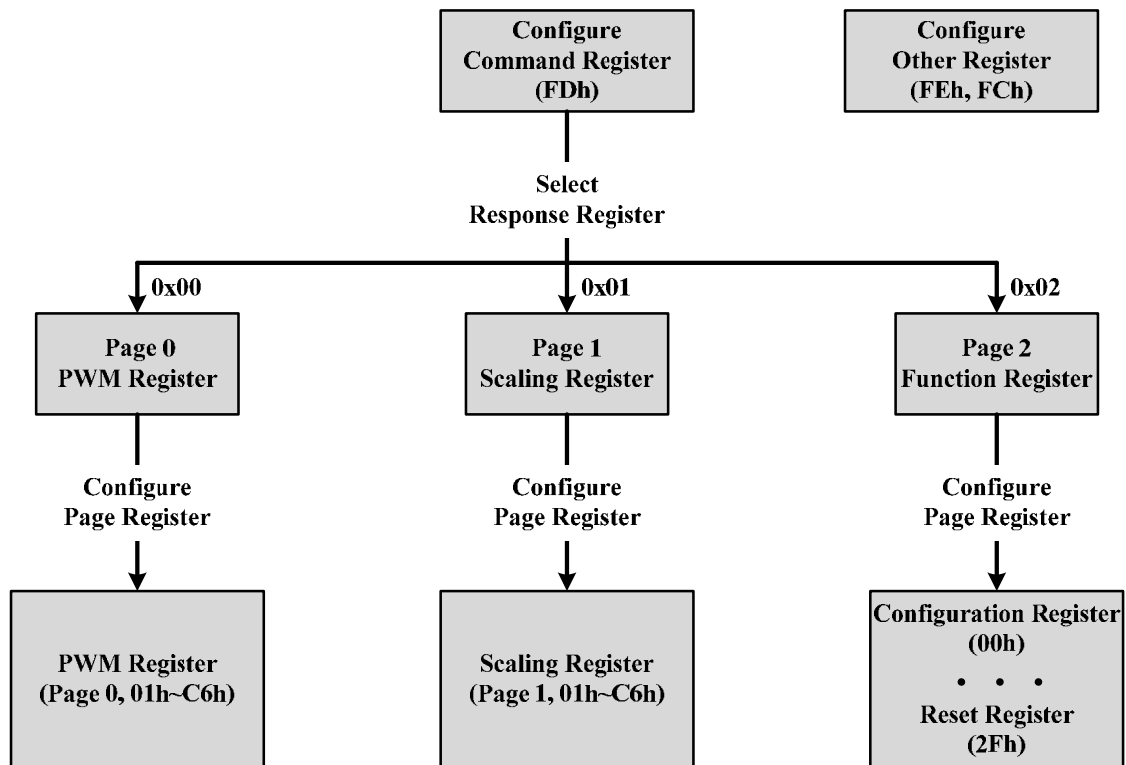 Configure
Command Register
(FDh)
Configure
Other Register
(FEh, FCh)
Select
Response Register
0x00
0x01
0x02
Page 0
PWM Register
Page 1
Scaling Register
Page 2
Function Register
Configure
Page Register
Configure
Page Register
Configure
Page Register
PWM Register
(Page 0, 01h~C6h)
Scaling Register
(Page 1, 01h~C6h)
Configuration Register
(00h)
• • •
Reset Register
(2Fh)